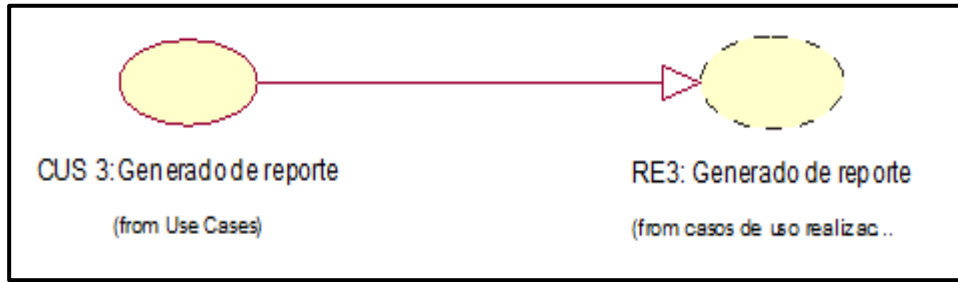 CUS 3: Generado de reporte
(from Use Cases)
RE3: Generado de reporte
(from casos de uso realizac...